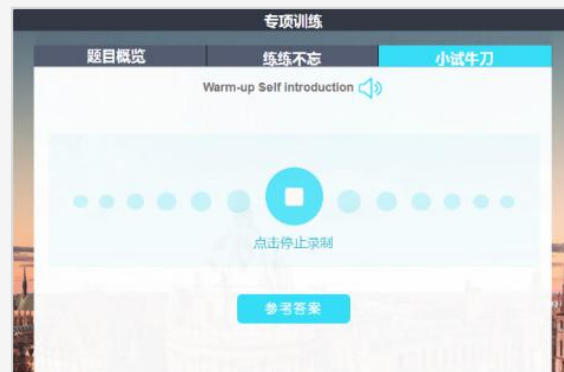 专项训练
题目概览 练练不忘 小试牛刀
Warm-up Self introduction
点击停止录制
参考答案